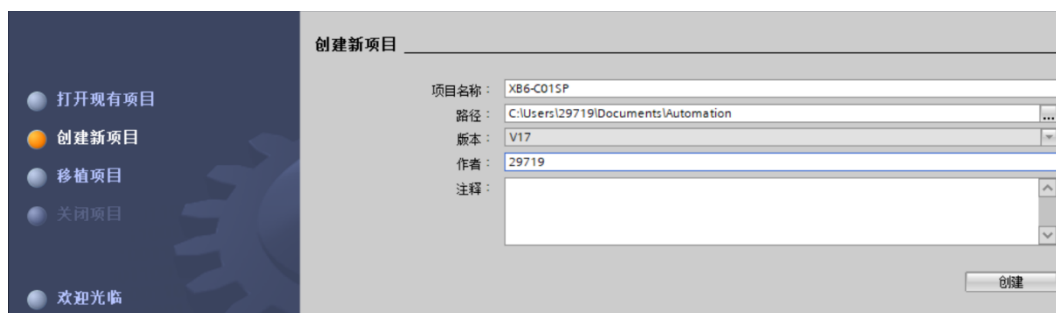 创建新项目
打开现有项目
创建新项目
移植项目
关闭项目
欢迎光临
项目名称：
XB6-C01SP
路径：
C:\Users\29719\Documents\Automation
...
版本：
V17
作者：
29719
注释：
创建